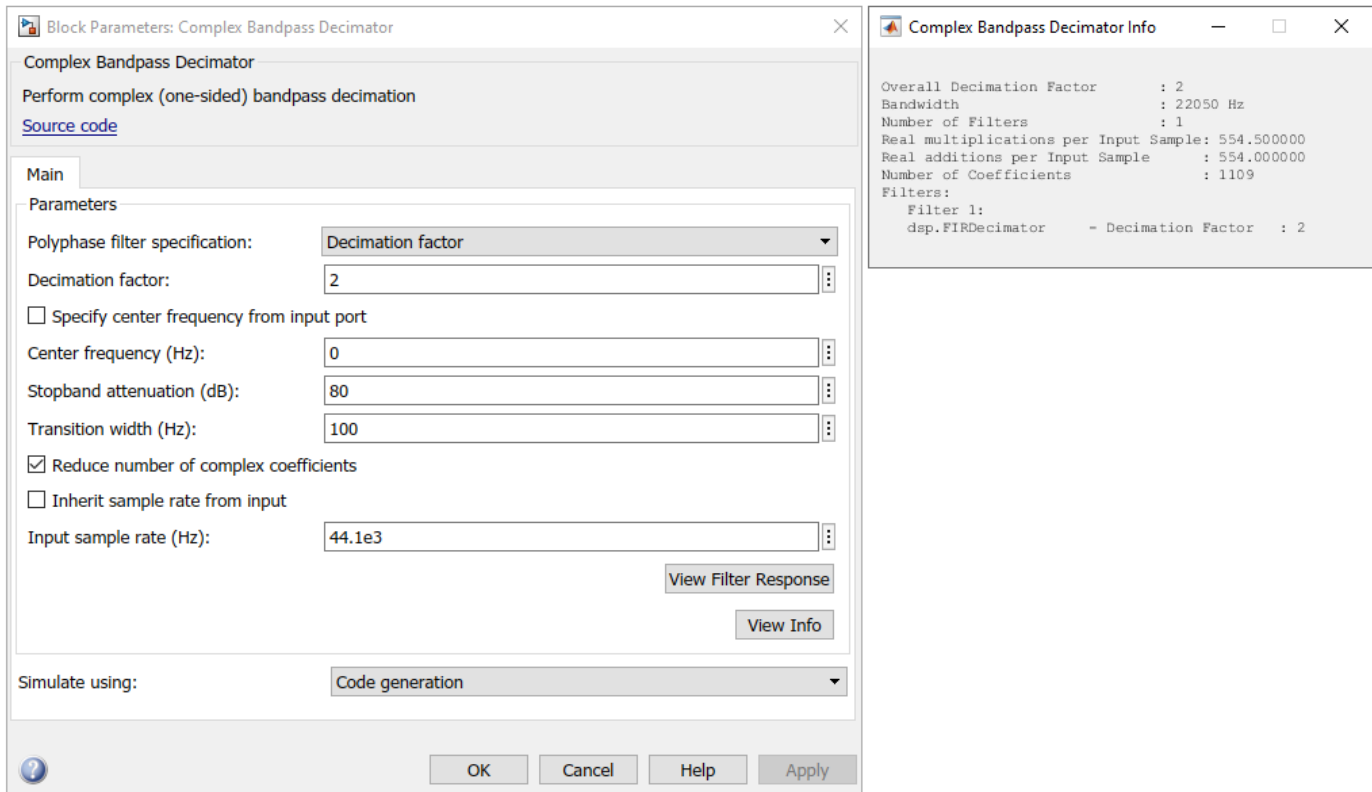 Block Parameters: Complex Bandpass Decimator
Complex Bandpass Decimator
Perform complex (one-sided) bandpass decimation
Source code
Main
Parameters
Polyphase filter specification: Decimation factor
Decimation factor: 2
Specify center frequency from input port
Center frequency (Hz): 0
Stopband attenuation (dB): 80
Transition width (Hz): 100
Reduce number of complex coefficients
Inherit sample rate from input
Input sample rate (Hz): 44.1e3
View Filter Response
View Info
Simulate using: Code generation
OK Cancel Help Apply
Complex Bandpass Decimator Info
Overall Decimation Factor : 2
Bandwidth : 22050 Hz
Number of Filters : 1
Real multiplications per Input Sample: 554.500000
Real additions per Input Sample : 554.000000
Number of Coefficients : 1109
Filters:
Filter 1:
dsp.FIRDecimator - Decimation Factor : 2